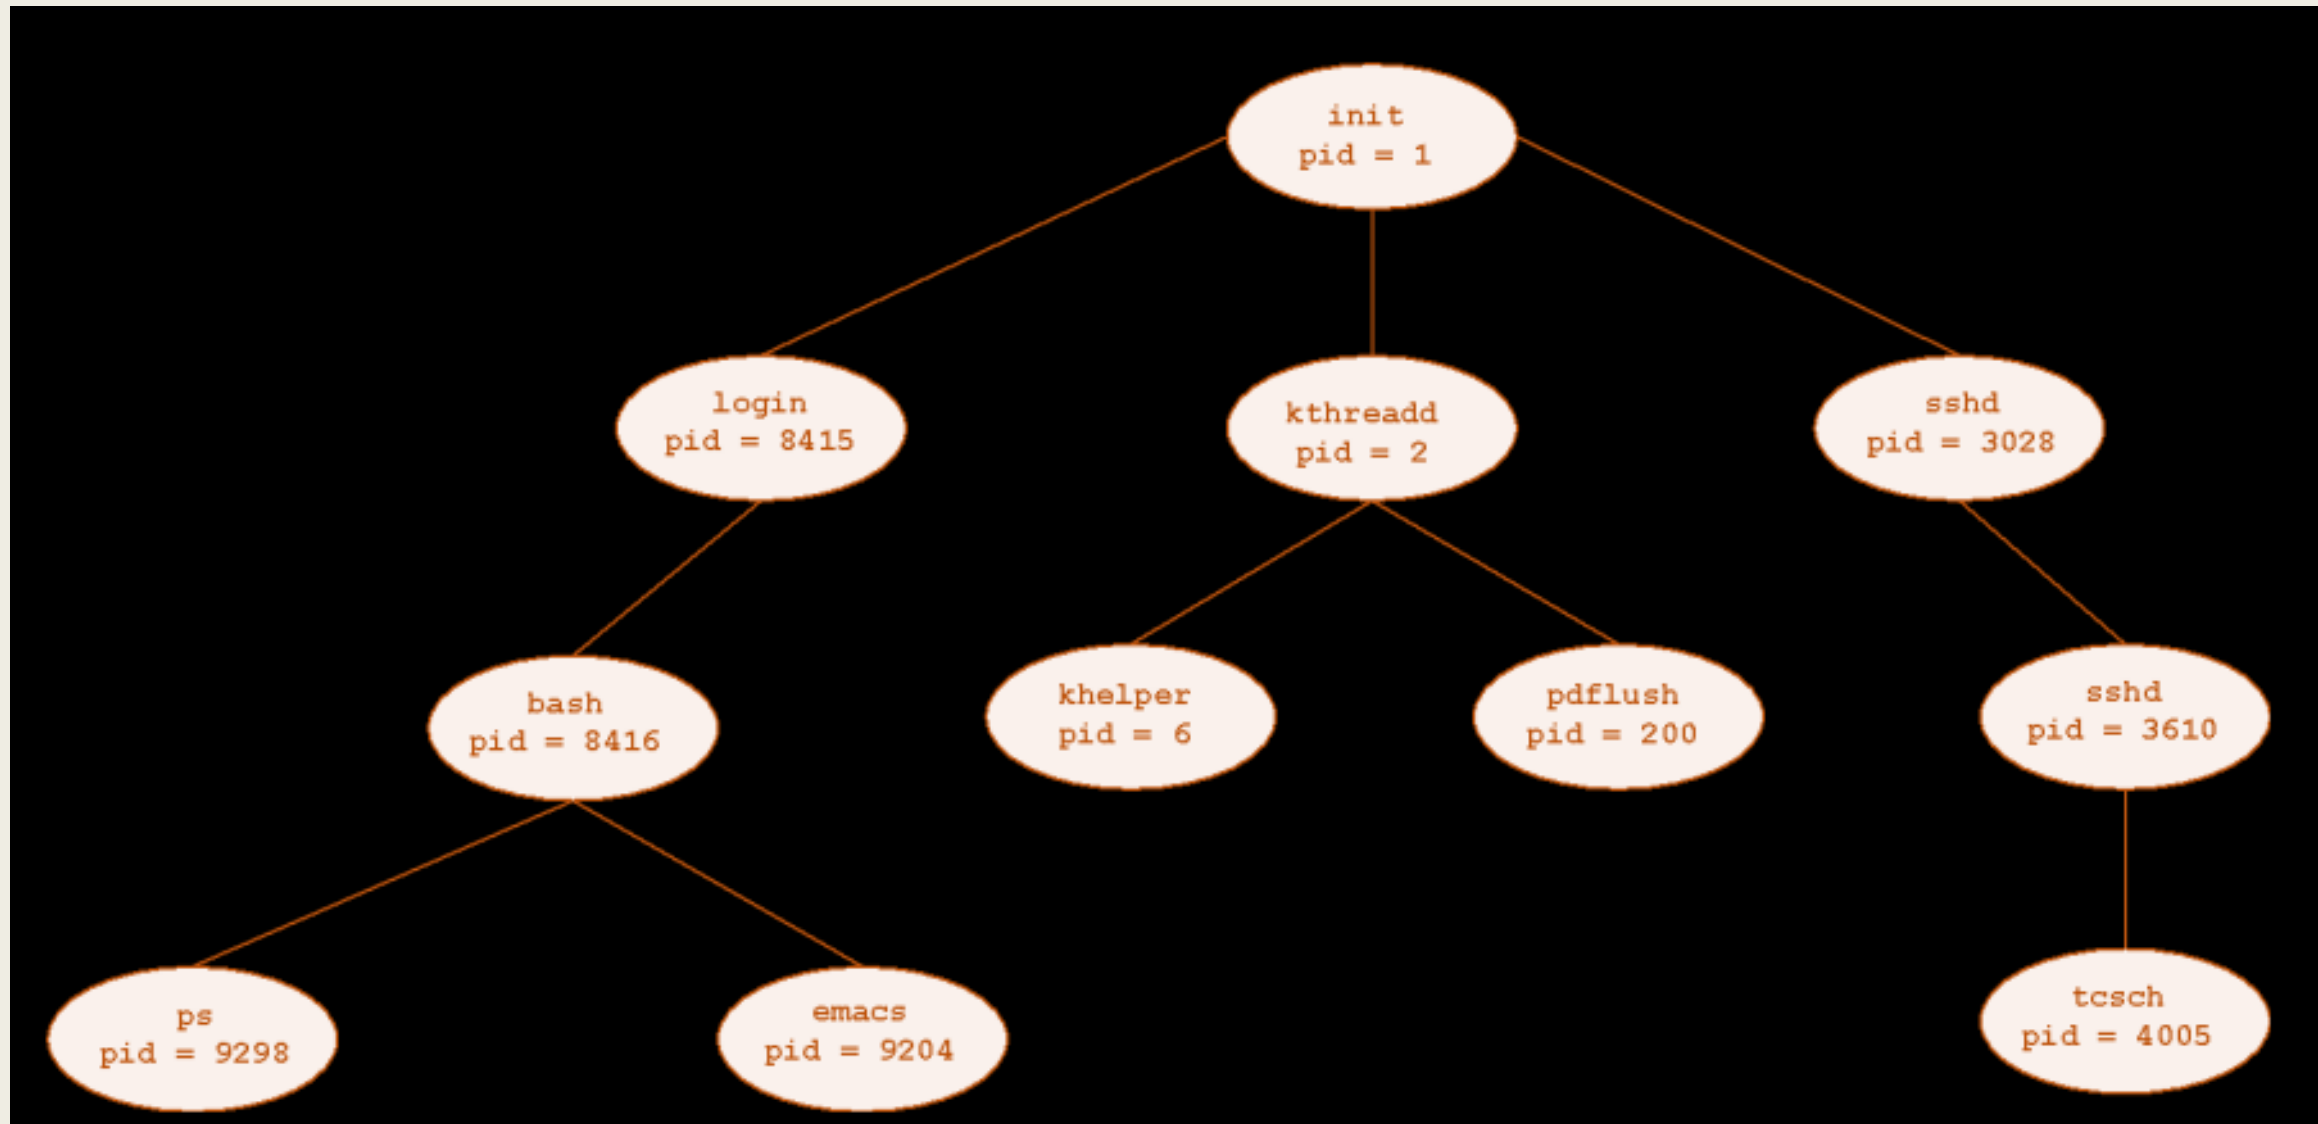 init
pid = 1
login
pid = 8415
kthreadd
pid = 2
sshd
pid = 3028
bash
pid = 8416
khelper
pid = 6
pdflush
pid = 200
sshd
pid = 3610
ps
pid = 9298
emacs
pid = 9204
tcsch
pid = 4005